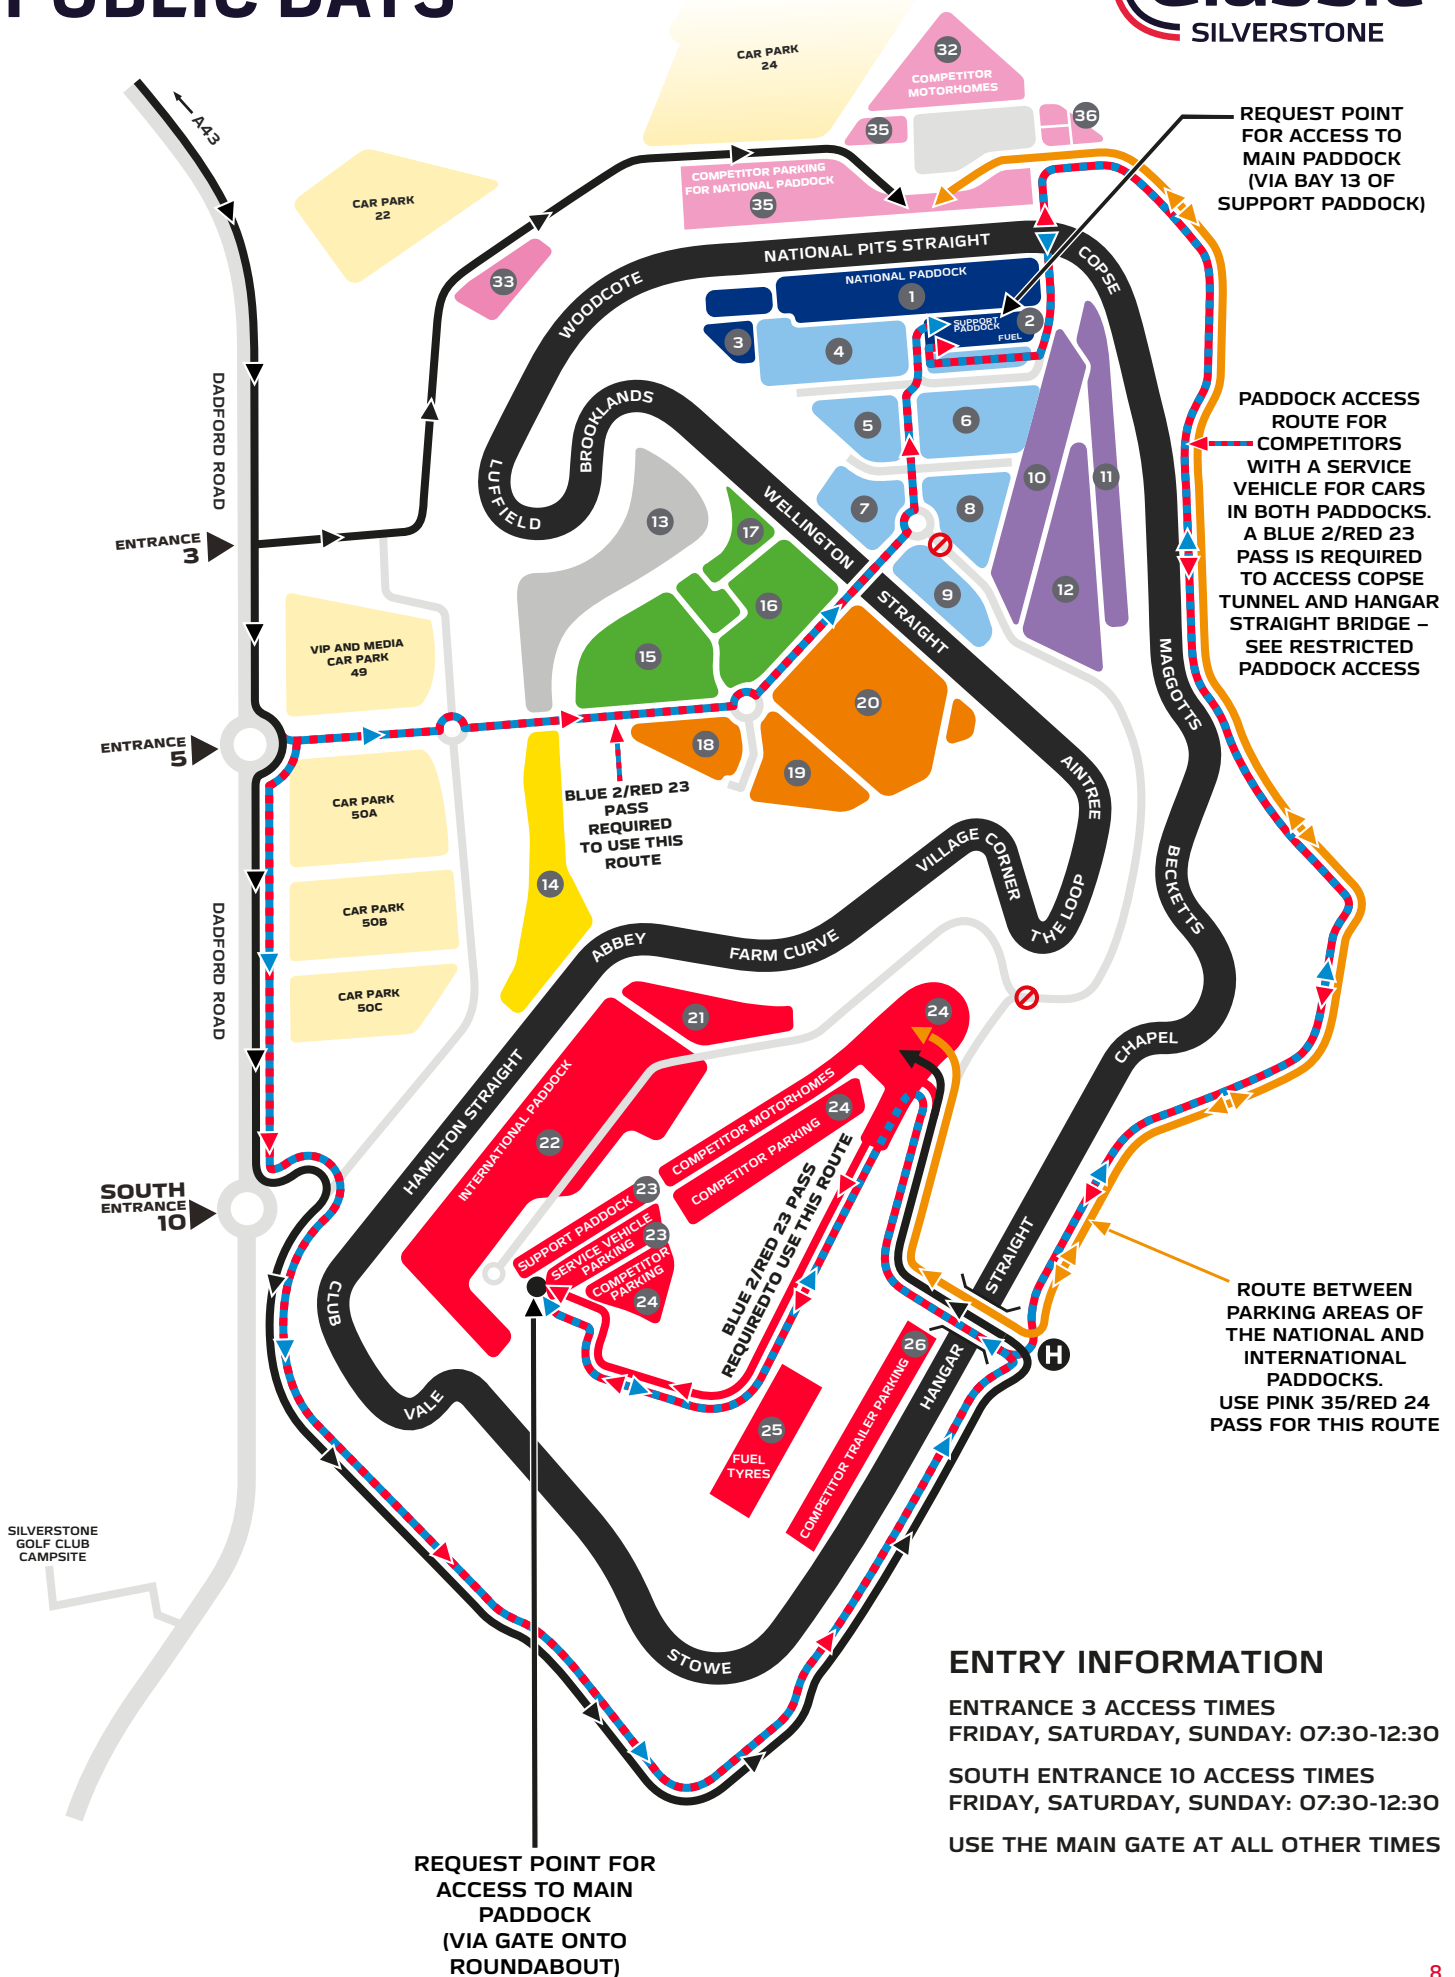 PUBLIC DAYS
Classic
SILVERSTONE
CAR PARK
24
32
COMPETITOR
MOTORHOMES
35
36
REQUEST POINT
FOR ACCESS TO
MAIN PADDOCK
(VIA BAY 13 OF
SUPPORT PADDOCK)
A43
CAR PARK
22
COMPETITOR PARKING
FOR NATIONAL PADDOCK
35
33
NATIONAL PITS STRAIGHT
COPSE
WOODCOTE
NATIONAL PADDOCK
1
SUPPORT
PADDOCK
2
FUEL
3
4
5
6
7
8
9
10
11
12
DADFORD ROAD
BROOKLANDS
LUFFIELD
WELLINGTON
STRAIGHT
PADDOCK ACCESS
ROUTE FOR
COMPETITORS
WITH A SERVICE
VEHICLE FOR CARS
IN BOTH PADDOCKS.
A BLUE 2/RED 23
PASS IS REQUIRED
TO ACCESS COPSE
TUNNEL AND HANGAR
STRAIGHT BRIDGE –
SEE RESTRICTED
PADDOCK ACCESS
ENTRANCE
3
13
17
16
15
VIP AND MEDIA
CAR PARK
49
20
18
19
MAGGOTTS
ENTRANCE
5
BLUE 2/RED 23
PASS
REQUIRED
TO USE THIS
ROUTE
CAR PARK
50A
AINTREE
VILLAGE
CORNER
THE LOOP
BECKETTS
14
CAR PARK
50B
DADFORD ROAD
ABBEY
FARM CURVE
CAR PARK
50C
21
24
CHAPEL
HAMILTON STRAIGHT
INTERNATIONAL PADDOCK
22
COMPETITOR MOTORHOMES
COMPETITOR PARKING
24
SOUTH
ENTRANCE
10
SUPPORT PADDOCK
23
SERVICE VEHICLE
PARKING
23
COMPETITOR
PARKING
24
BLUE 2/RED 23 PASS
REQUIRED TO USE THIS ROUTE
STRAIGHT
HANGAR
H
ROUTE BETWEEN
PARKING AREAS OF
THE NATIONAL AND
INTERNATIONAL
PADDOCKS.
USE PINK 35/RED 24
PASS FOR THIS ROUTE
CLUB
VALE
26
COMPETITOR TRAILER PARKING
25
FUEL
TYRES
SILVERSTONE
GOLF CLUB
CAMPSITE
STOWE
ENTRY INFORMATION
ENTRANCE 3 ACCESS TIMES
FRIDAY, SATURDAY, SUNDAY: 07:30-12:30
SOUTH ENTRANCE 10 ACCESS TIMES
FRIDAY, SATURDAY, SUNDAY: 07:30-12:30
USE THE MAIN GATE AT ALL OTHER TIMES
REQUEST POINT FOR
ACCESS TO MAIN
PADDOCK
(VIA GATE ONTO
ROUNDABOUT)
8